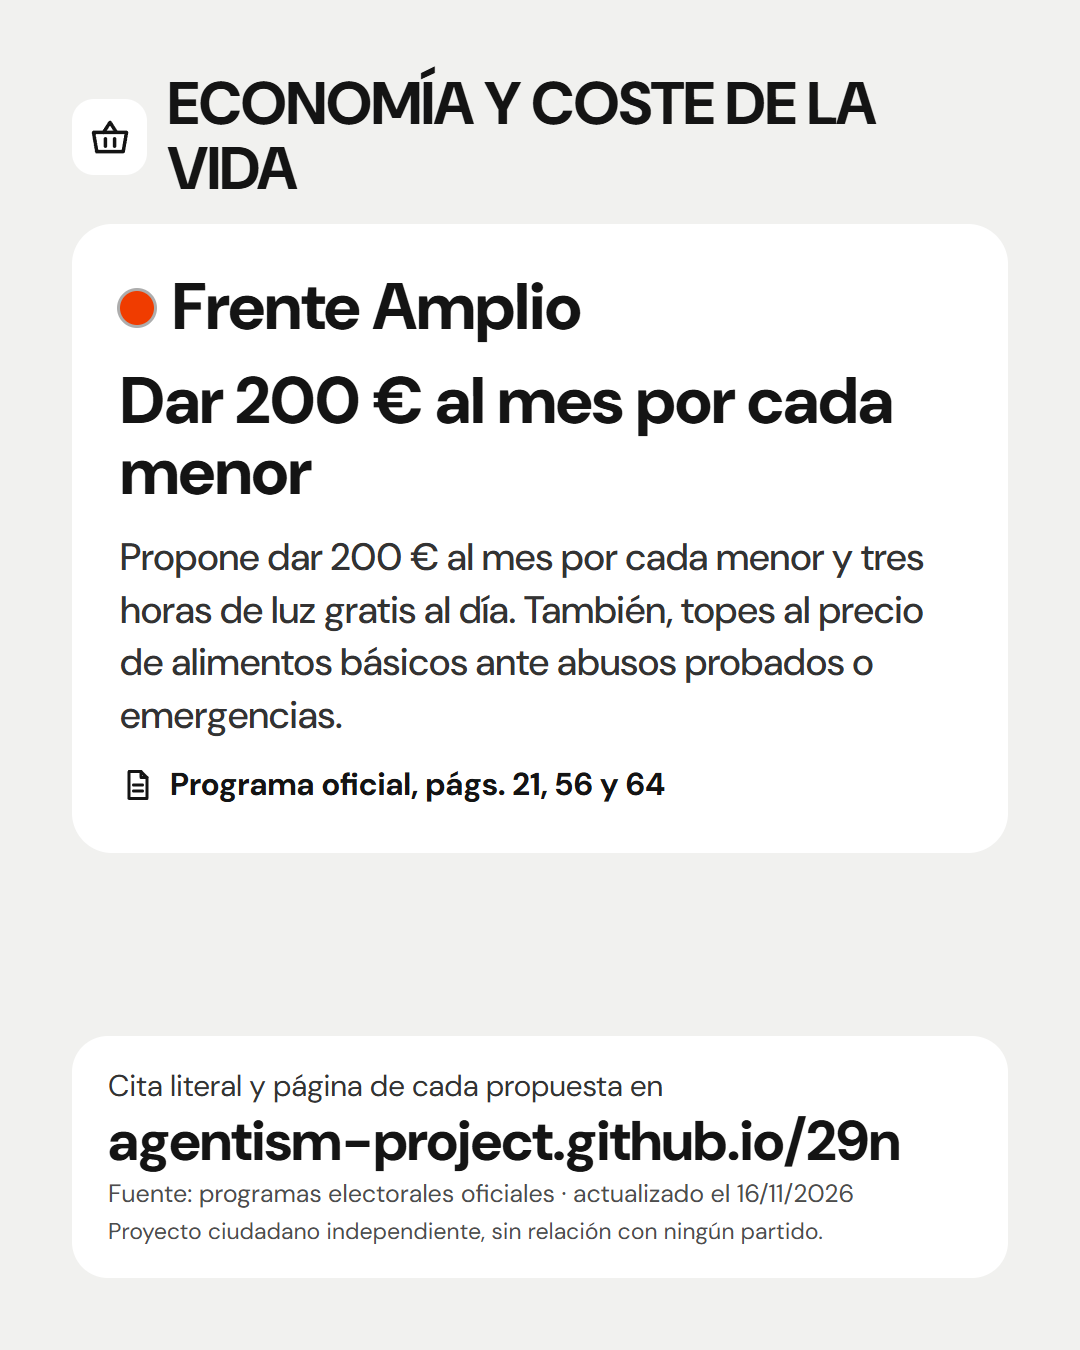 ECONOMÍA Y COSTE DE LA
VIDA
Frente Amplio
Dar 200 € al mes por cada
menor
Propone dar 200 € al mes por cada menor y tres
horas de luz gratis al día. También, topes al precio
de alimentos básicos ante abusos probados o
emergencias.
Programa oficial, págs. 21, 56 y 64
Cita literal y página de cada propuesta en
agentism-project.github.io/29n
Fuente: programas electorales oficiales · actualizado el 16/11/2026
Proyecto ciudadano independiente, sin relación con ningún partido.